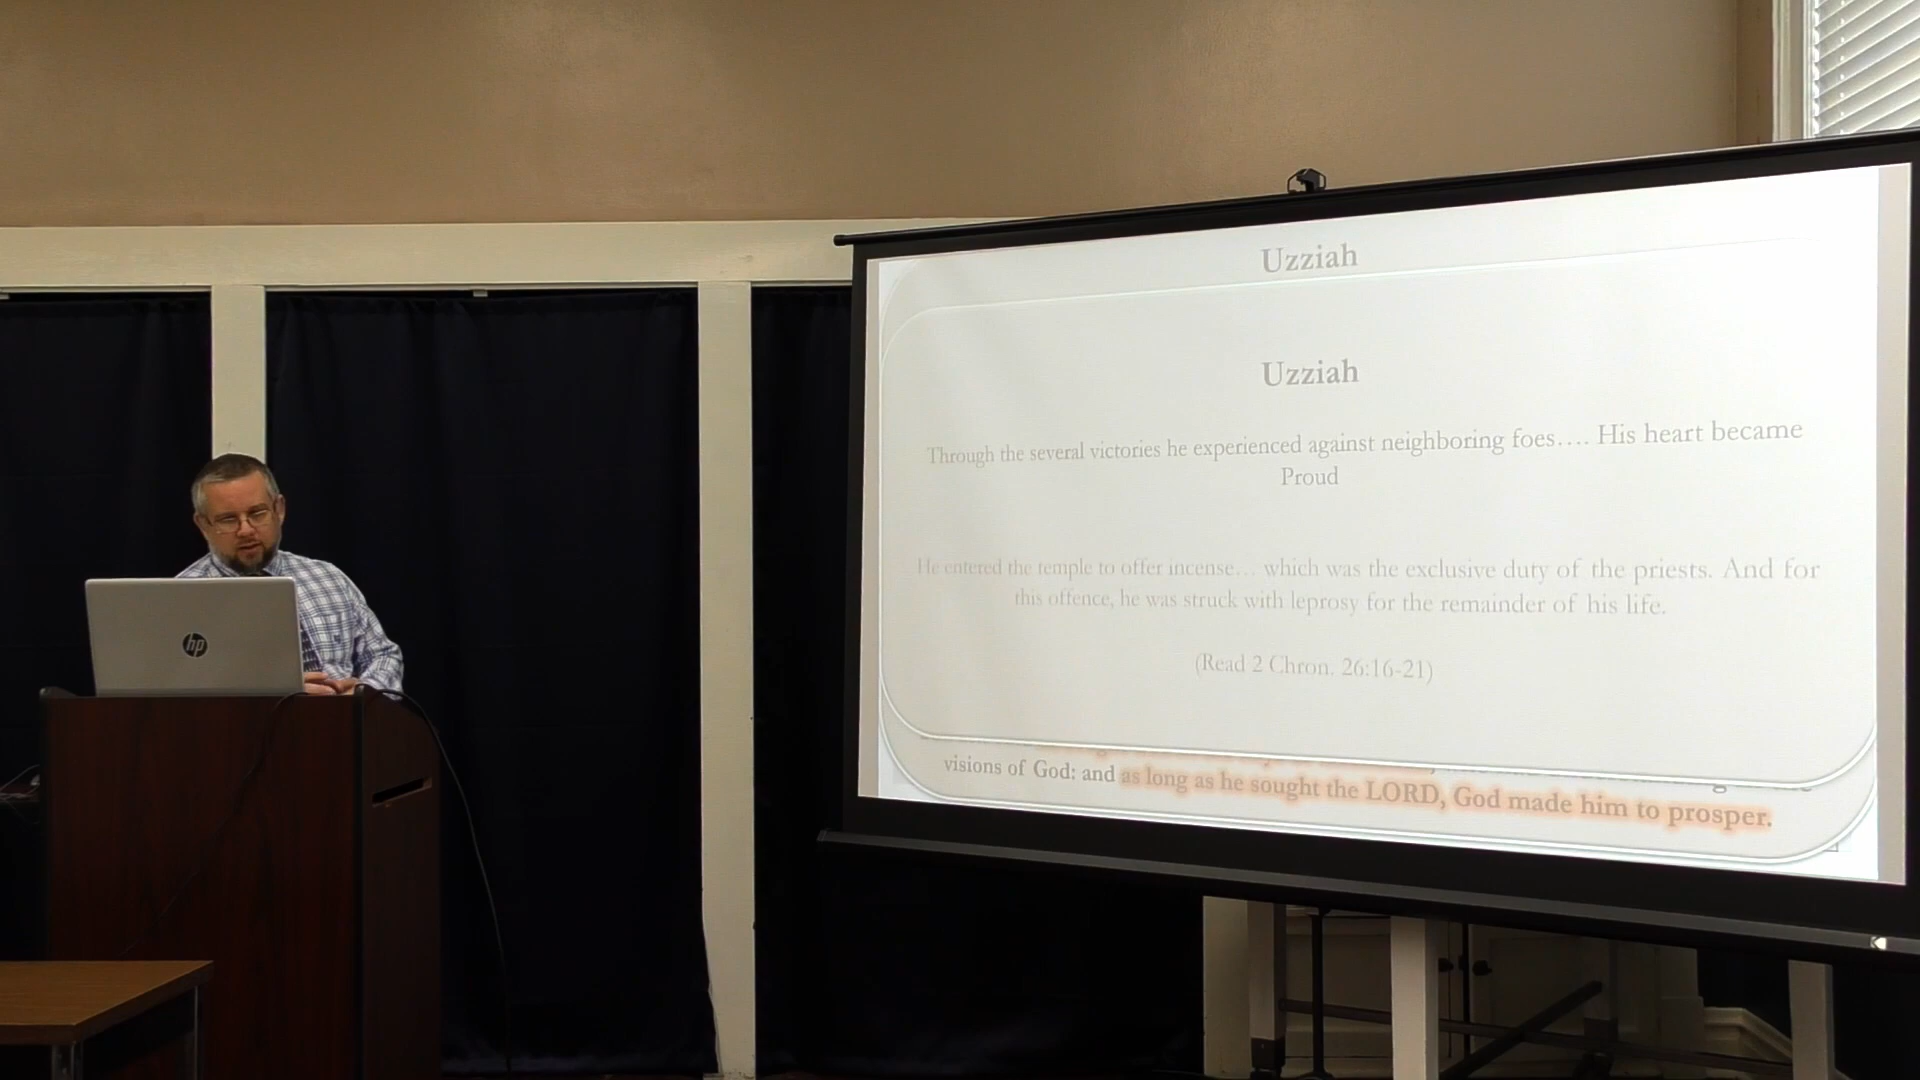 Uzziah
Uzziah
Through the several victories he experienced against neighboring foes…. His heart became
Proud
He entered the temple to offer incense… which was the exclusive duty of the priests. And for
this offence, he was struck with leprosy for the remainder of his life.
(Read 2 Chron. 26:16-21)
visions of God: and as long as he sought the LORD, God made him to prosper.
hp